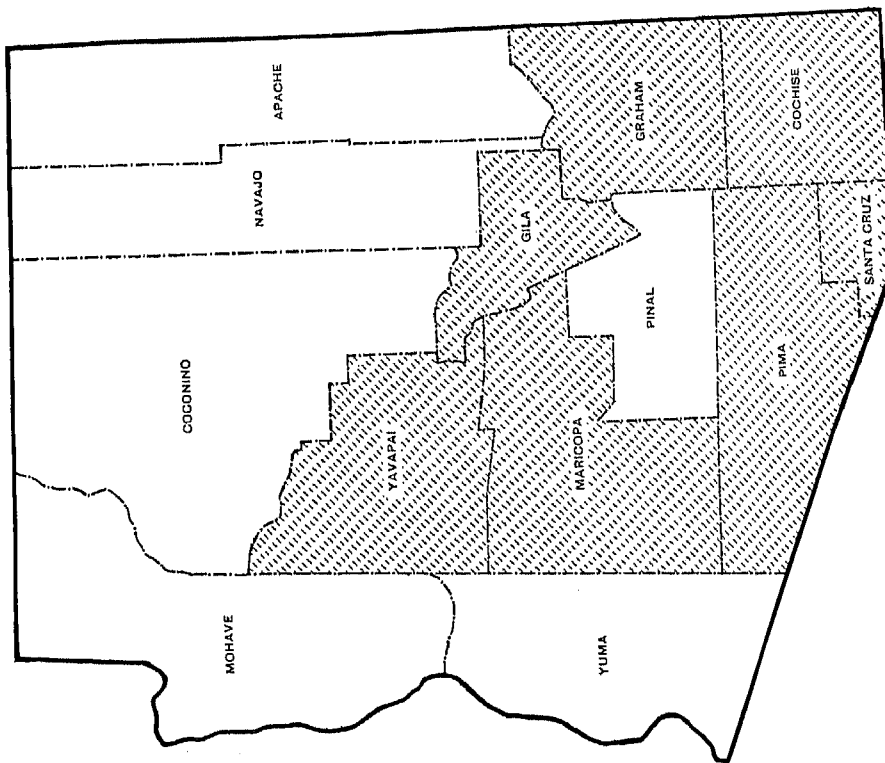 APACHE
NAVAJO
COCONINO
MOHAVE
YAVAPAI
GILA
GRAHAM
MARICOPA
PINAL
YUMA
PIMA
COCHISE
SANTA CRUZ